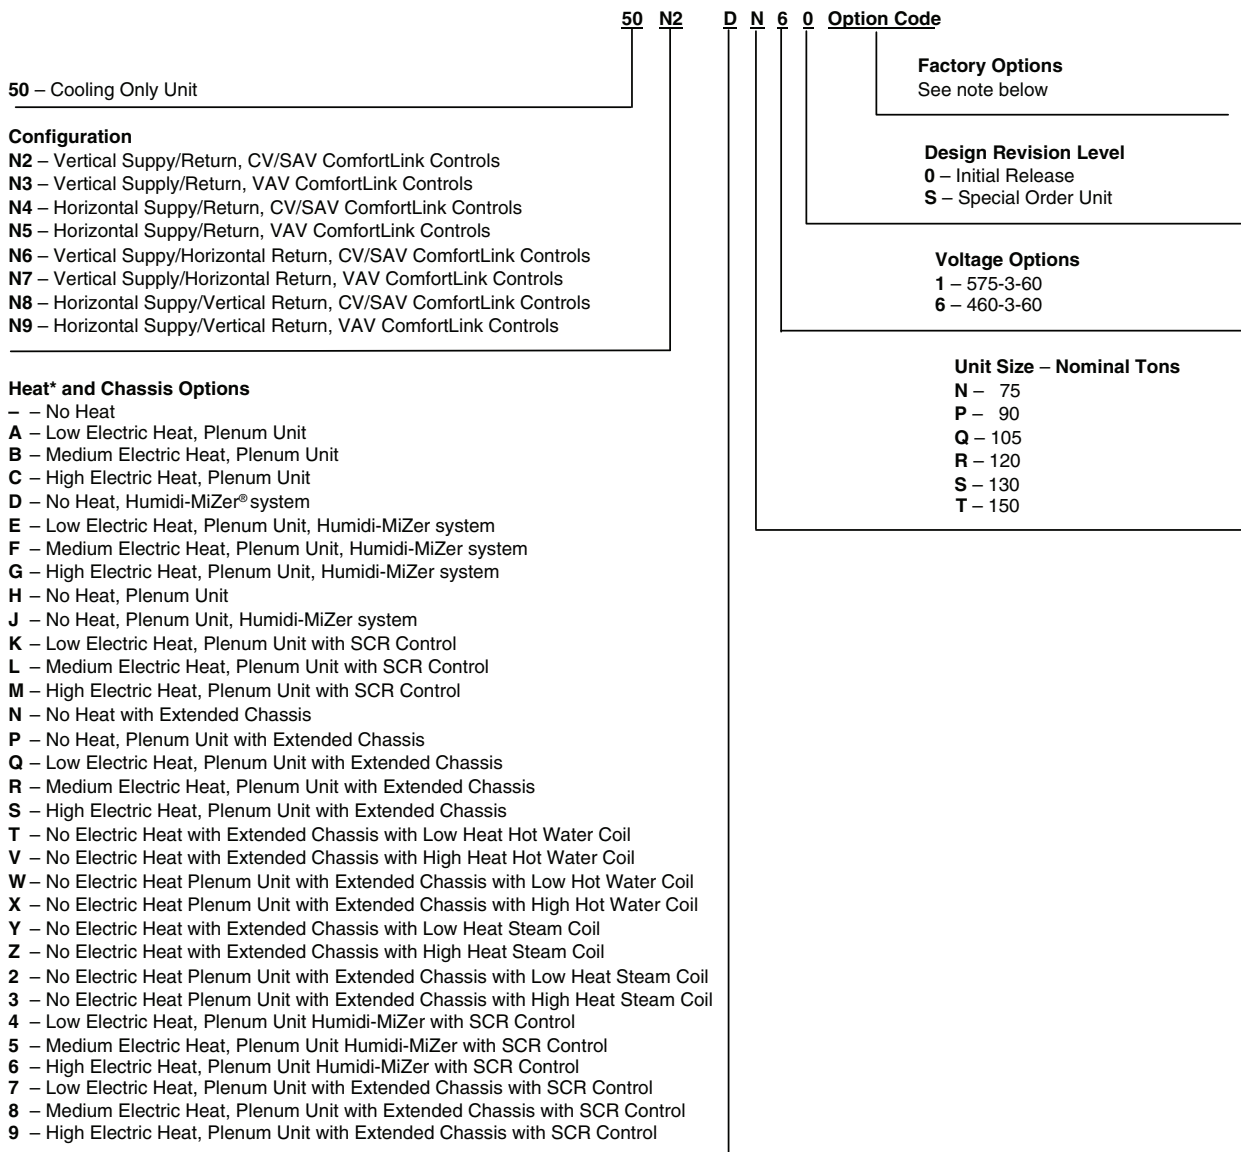 50 N2 D N 6 0 Option Code
50 – Cooling Only Unit
Factory Options
See note below
Configuration
N2 – Vertical Suppy/Return, CV/SAV ComfortLink Controls
N3 – Vertical Supply/Return, VAV ComfortLink Controls
N4 – Horizontal Suppy/Return, CV/SAV ComfortLink Controls
N5 – Horizontal Suppy/Return, VAV ComfortLink Controls
N6 – Vertical Suppy/Horizontal Return, CV/SAV ComfortLink Controls
N7 – Vertical Supply/Horizontal Return, VAV ComfortLink Controls
N8 – Horizontal Suppy/Vertical Return, CV/SAV ComfortLink Controls
N9 – Horizontal Suppy/Vertical Return, VAV ComfortLink Controls
Design Revision Level
0 – Initial Release
S – Special Order Unit
Voltage Options
1 – 575-3-60
6 – 460-3-60
Unit Size – Nominal Tons
N – 75
P – 90
Q – 105
R – 120
S – 130
T – 150
Heat* and Chassis Options
– – No Heat
A – Low Electric Heat, Plenum Unit
B – Medium Electric Heat, Plenum Unit
C – High Electric Heat, Plenum Unit
D – No Heat, Humidi-MiZer® system
E – Low Electric Heat, Plenum Unit, Humidi-MiZer system
F – Medium Electric Heat, Plenum Unit, Humidi-MiZer system
G – High Electric Heat, Plenum Unit, Humidi-MiZer system
H – No Heat, Plenum Unit
J – No Heat, Plenum Unit, Humidi-MiZer system
K – Low Electric Heat, Plenum Unit with SCR Control
L – Medium Electric Heat, Plenum Unit with SCR Control
M – High Electric Heat, Plenum Unit with SCR Control
N – No Heat with Extended Chassis
P – No Heat, Plenum Unit with Extended Chassis
Q – Low Electric Heat, Plenum Unit with Extended Chassis
R – Medium Electric Heat, Plenum Unit with Extended Chassis
S – High Electric Heat, Plenum Unit with Extended Chassis
T – No Electric Heat with Extended Chassis with Low Heat Hot Water Coil
V – No Electric Heat with Extended Chassis with High Heat Hot Water Coil
W – No Electric Heat Plenum Unit with Extended Chassis with Low Hot Water Coil
X – No Electric Heat Plenum Unit with Extended Chassis with High Hot Water Coil
Y – No Electric Heat with Extended Chassis with Low Heat Steam Coil
Z – No Electric Heat with Extended Chassis with High Heat Steam Coil
2 – No Electric Heat Plenum Unit with Extended Chassis with Low Heat Steam Coil
3 – No Electric Heat Plenum Unit with Extended Chassis with High Heat Steam Coil
4 – Low Electric Heat, Plenum Unit Humidi-MiZer with SCR Control
5 – Medium Electric Heat, Plenum Unit Humidi-MiZer with SCR Control
6 – High Electric Heat, Plenum Unit Humidi-MiZer with SCR Control
7 – Low Electric Heat, Plenum Unit with Extended Chassis with SCR Control
8 – Medium Electric Heat, Plenum Unit with Extended Chassis with SCR Control
9 – High Electric Heat, Plenum Unit with Extended Chassis with SCR Control